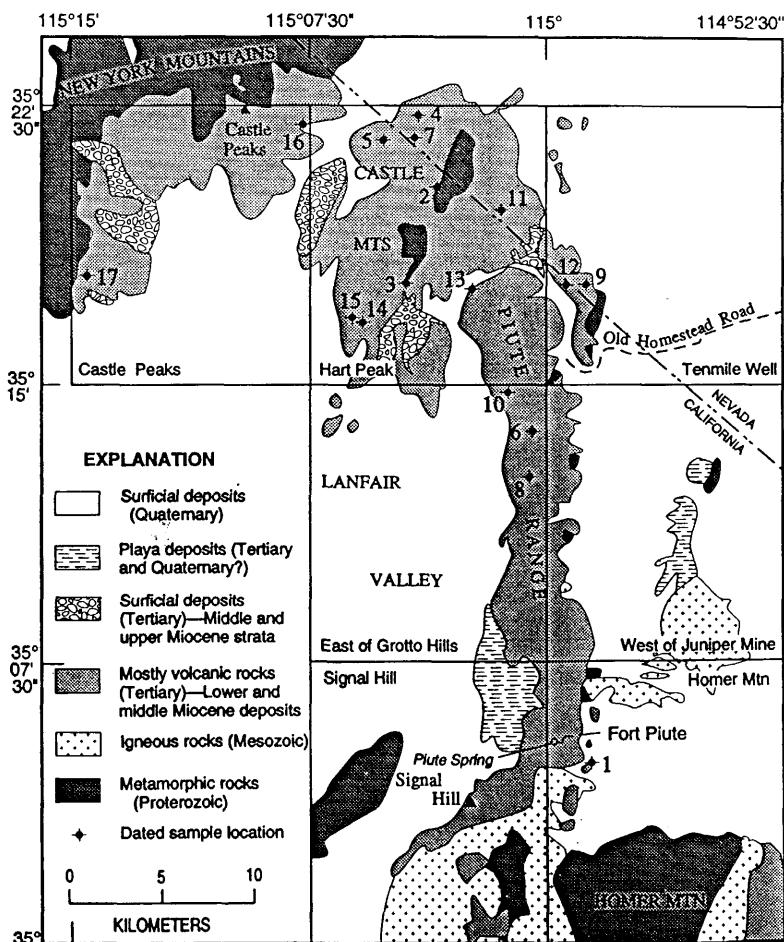 115°15' 115°07'30" 115° 114°52'30"
NEW YORK MOUNTAINS
35°
22'
30"
Castle
Peaks
16
4
5
7
CASTLE
2
11
MTS
17
3
13
12
9
15
14
PIUTE
Old Homestead Road
Castle Peaks
Hart Peak
Tenmile Well
35°
15'
10
NEVADA
CALIFORNIA
6
EXPLANATION
LANFAIR
8
Surficial deposits
(Quaternary)
RANGE
Playa deposits (Tertiary
and Quaternary?)
VALLEY
Surficial deposits
(Tertiary)—Middle and
upper Miocene strata
East of Grotto Hills
West of Juniper Mine
35°
07'
30"
Signal Hill
Homer Mtn
Mostly volcanic rocks
(Tertiary)—Lower and
middle Miocene deposits
Igneous rocks (Mesozoic)
Fort Piute
Piute Spring
1
Metamorphic rocks
(Proterozoic)
Signal
Hill
Dated sample location
0 5 10
KILOMETERS
HOMER MTN
35°